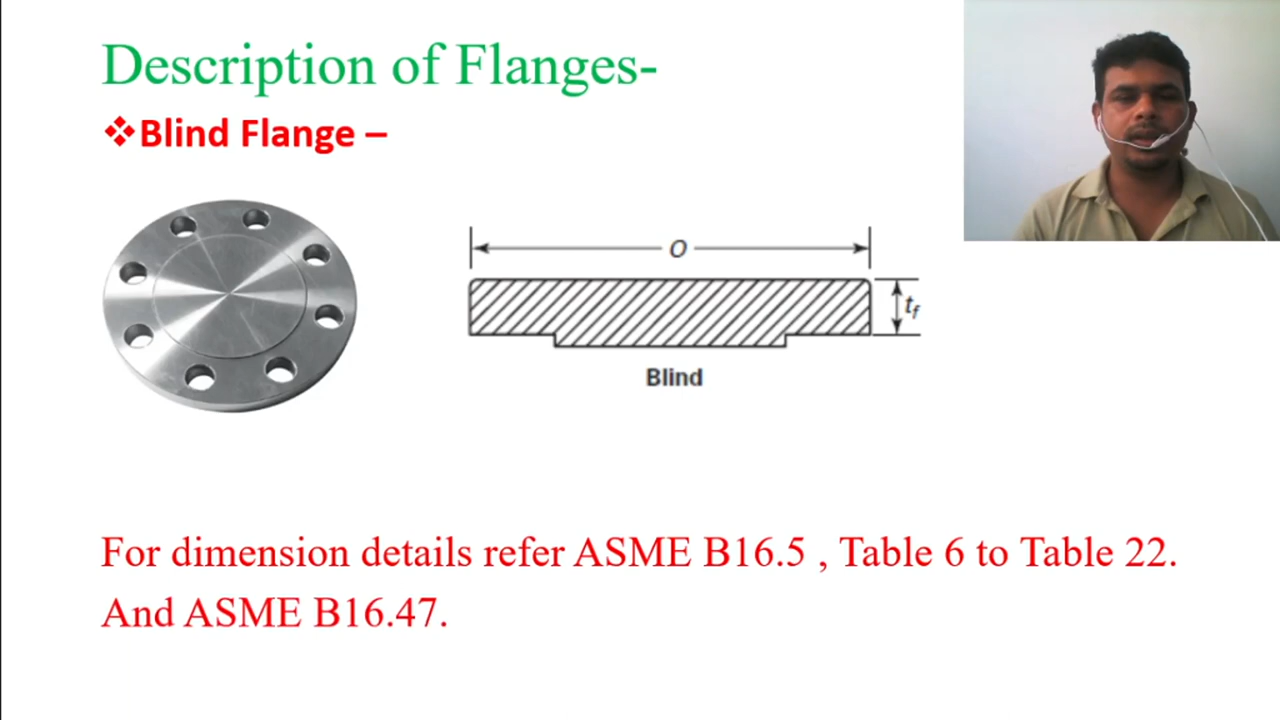 Description of Flanges-
❖Blind Flange –
O
tf
Blind
For dimension details refer ASME B16.5 , Table 6 to Table 22.
And ASME B16.47.